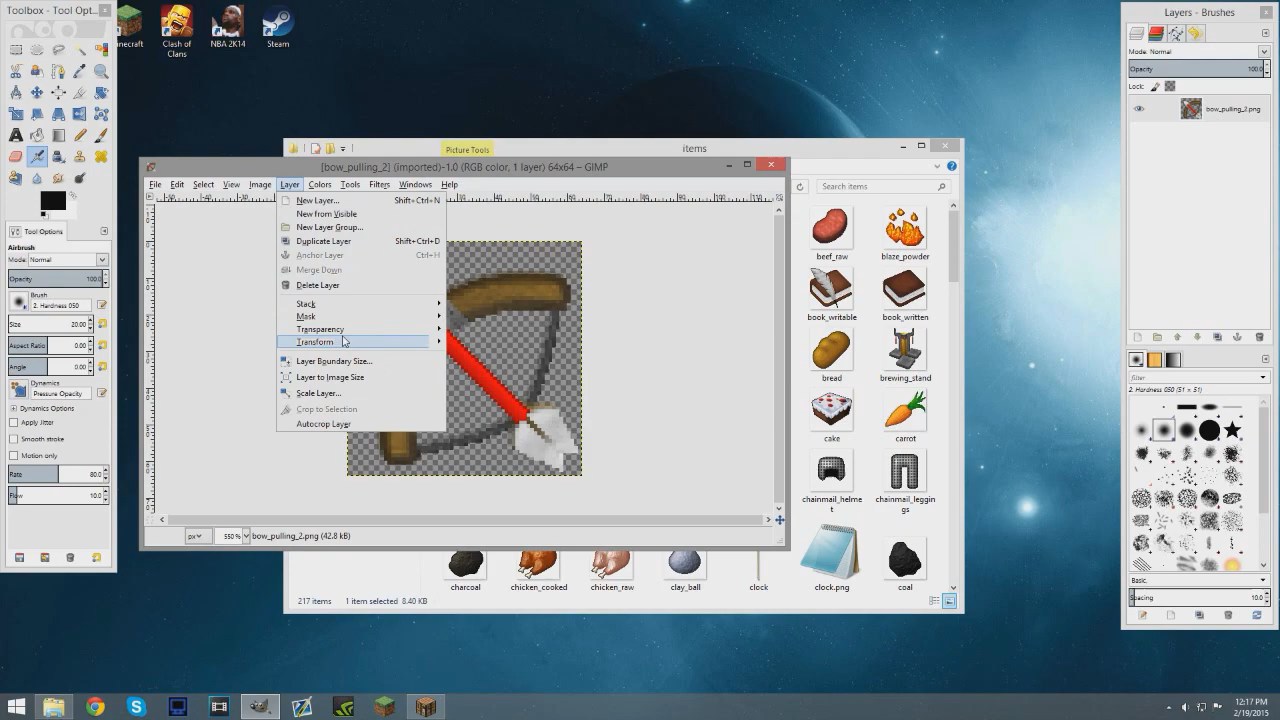 Toolbox - Tool Opt...
Minecraft
Clash of Clans
NBA 2K14
Steam
Picture Tools
items
[bow_pulling_2] (imported)-1.0 (RGB color, 1 layer) 64x64 – GIMP
File Edit Select View Image Layer Colors Tools Filters Windows Help
New Layer... Shift+Ctrl+N
New from Visible
New Layer Group...
Duplicate Layer Shift+Ctrl+D
Anchor Layer Ctrl+H
Merge Down
Delete Layer
Stack
Mask
Transparency
Transform
Layer Boundary Size...
Layer to Image Size
Scale Layer...
Crop to Selection
Autocrop Layer
px 550% bow_pulling_2.png (42.8 kB)
Tool Options
Airbrush
Mode: Normal
Opacity 100.0
Brush
2. Hardness 050
Size 20.00
Aspect Ratio 0.00
Angle 0.00
Dynamics
Pressure Opacity
Dynamics Options
Apply Jitter
Smooth stroke
Motion only
Rate 80.0
Flow 10.0
Search items
beef_raw
blaze_powder
book_writable
book_written
bread
brewing_stand
cake
carrot
chainmail_helmet
chainmail_leggings
charcoal
chicken_cooked
chicken_raw
clay_ball
clock
clock.png
coal
217 items 1 item selected 8.40 KB
Layers - Brushes
Mode: Normal
Opacity 100.0
Lock:
bow_pulling_2.png
filter
2. Hardness 050 (51 × 51)
Basic.
Spacing 10.0
12:17 PM
2/19/2015